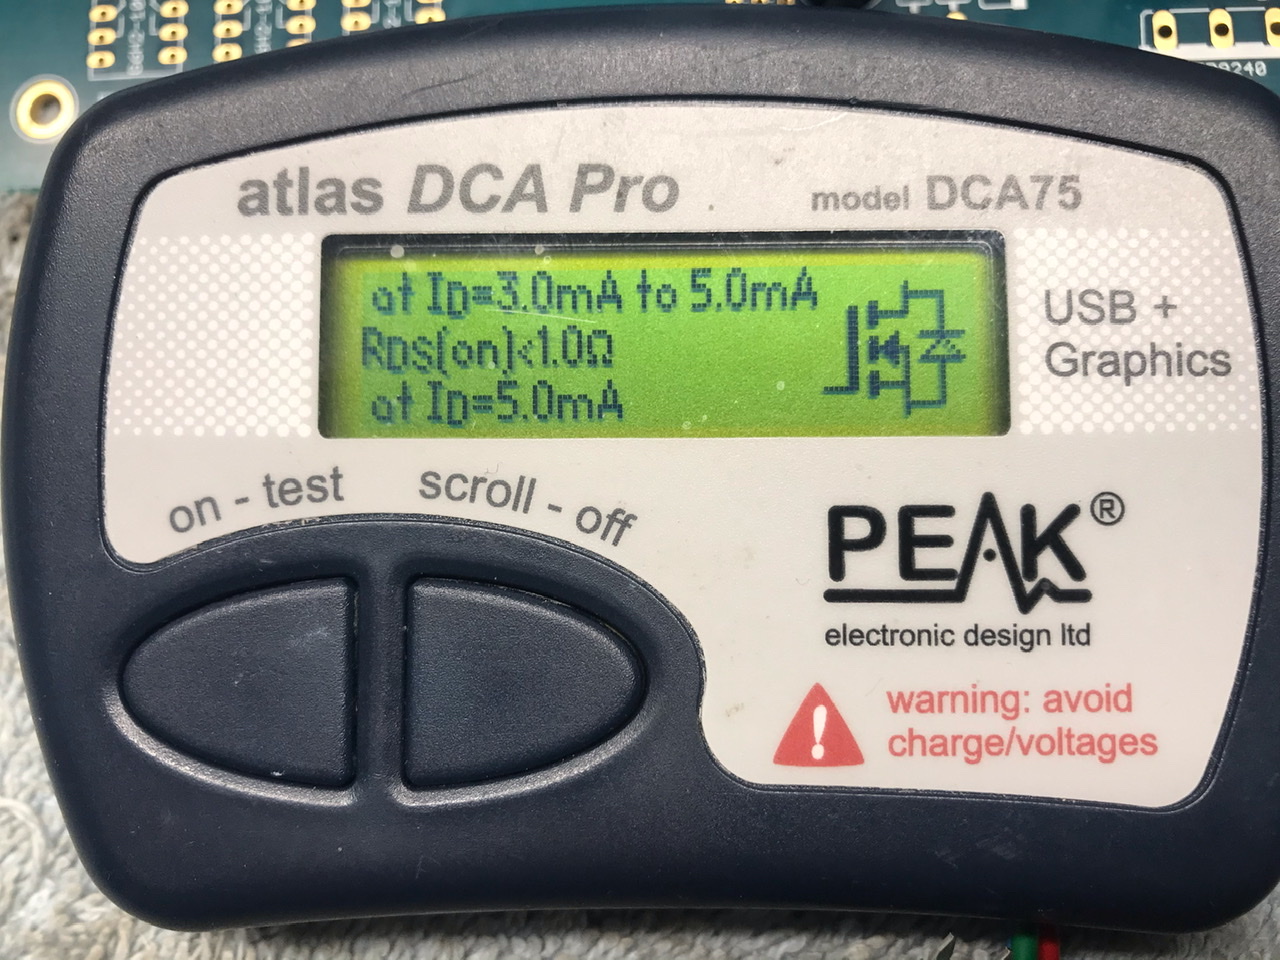 atlas DCA Pro
model DCA75
at ID=3.0mA to 5.0mA
RDS(on)<1.0Ω
at ID=5.0mA
USB +
Graphics
on - test
scroll - off
PEAK®
electronic design ltd
warning: avoid
charge/voltages